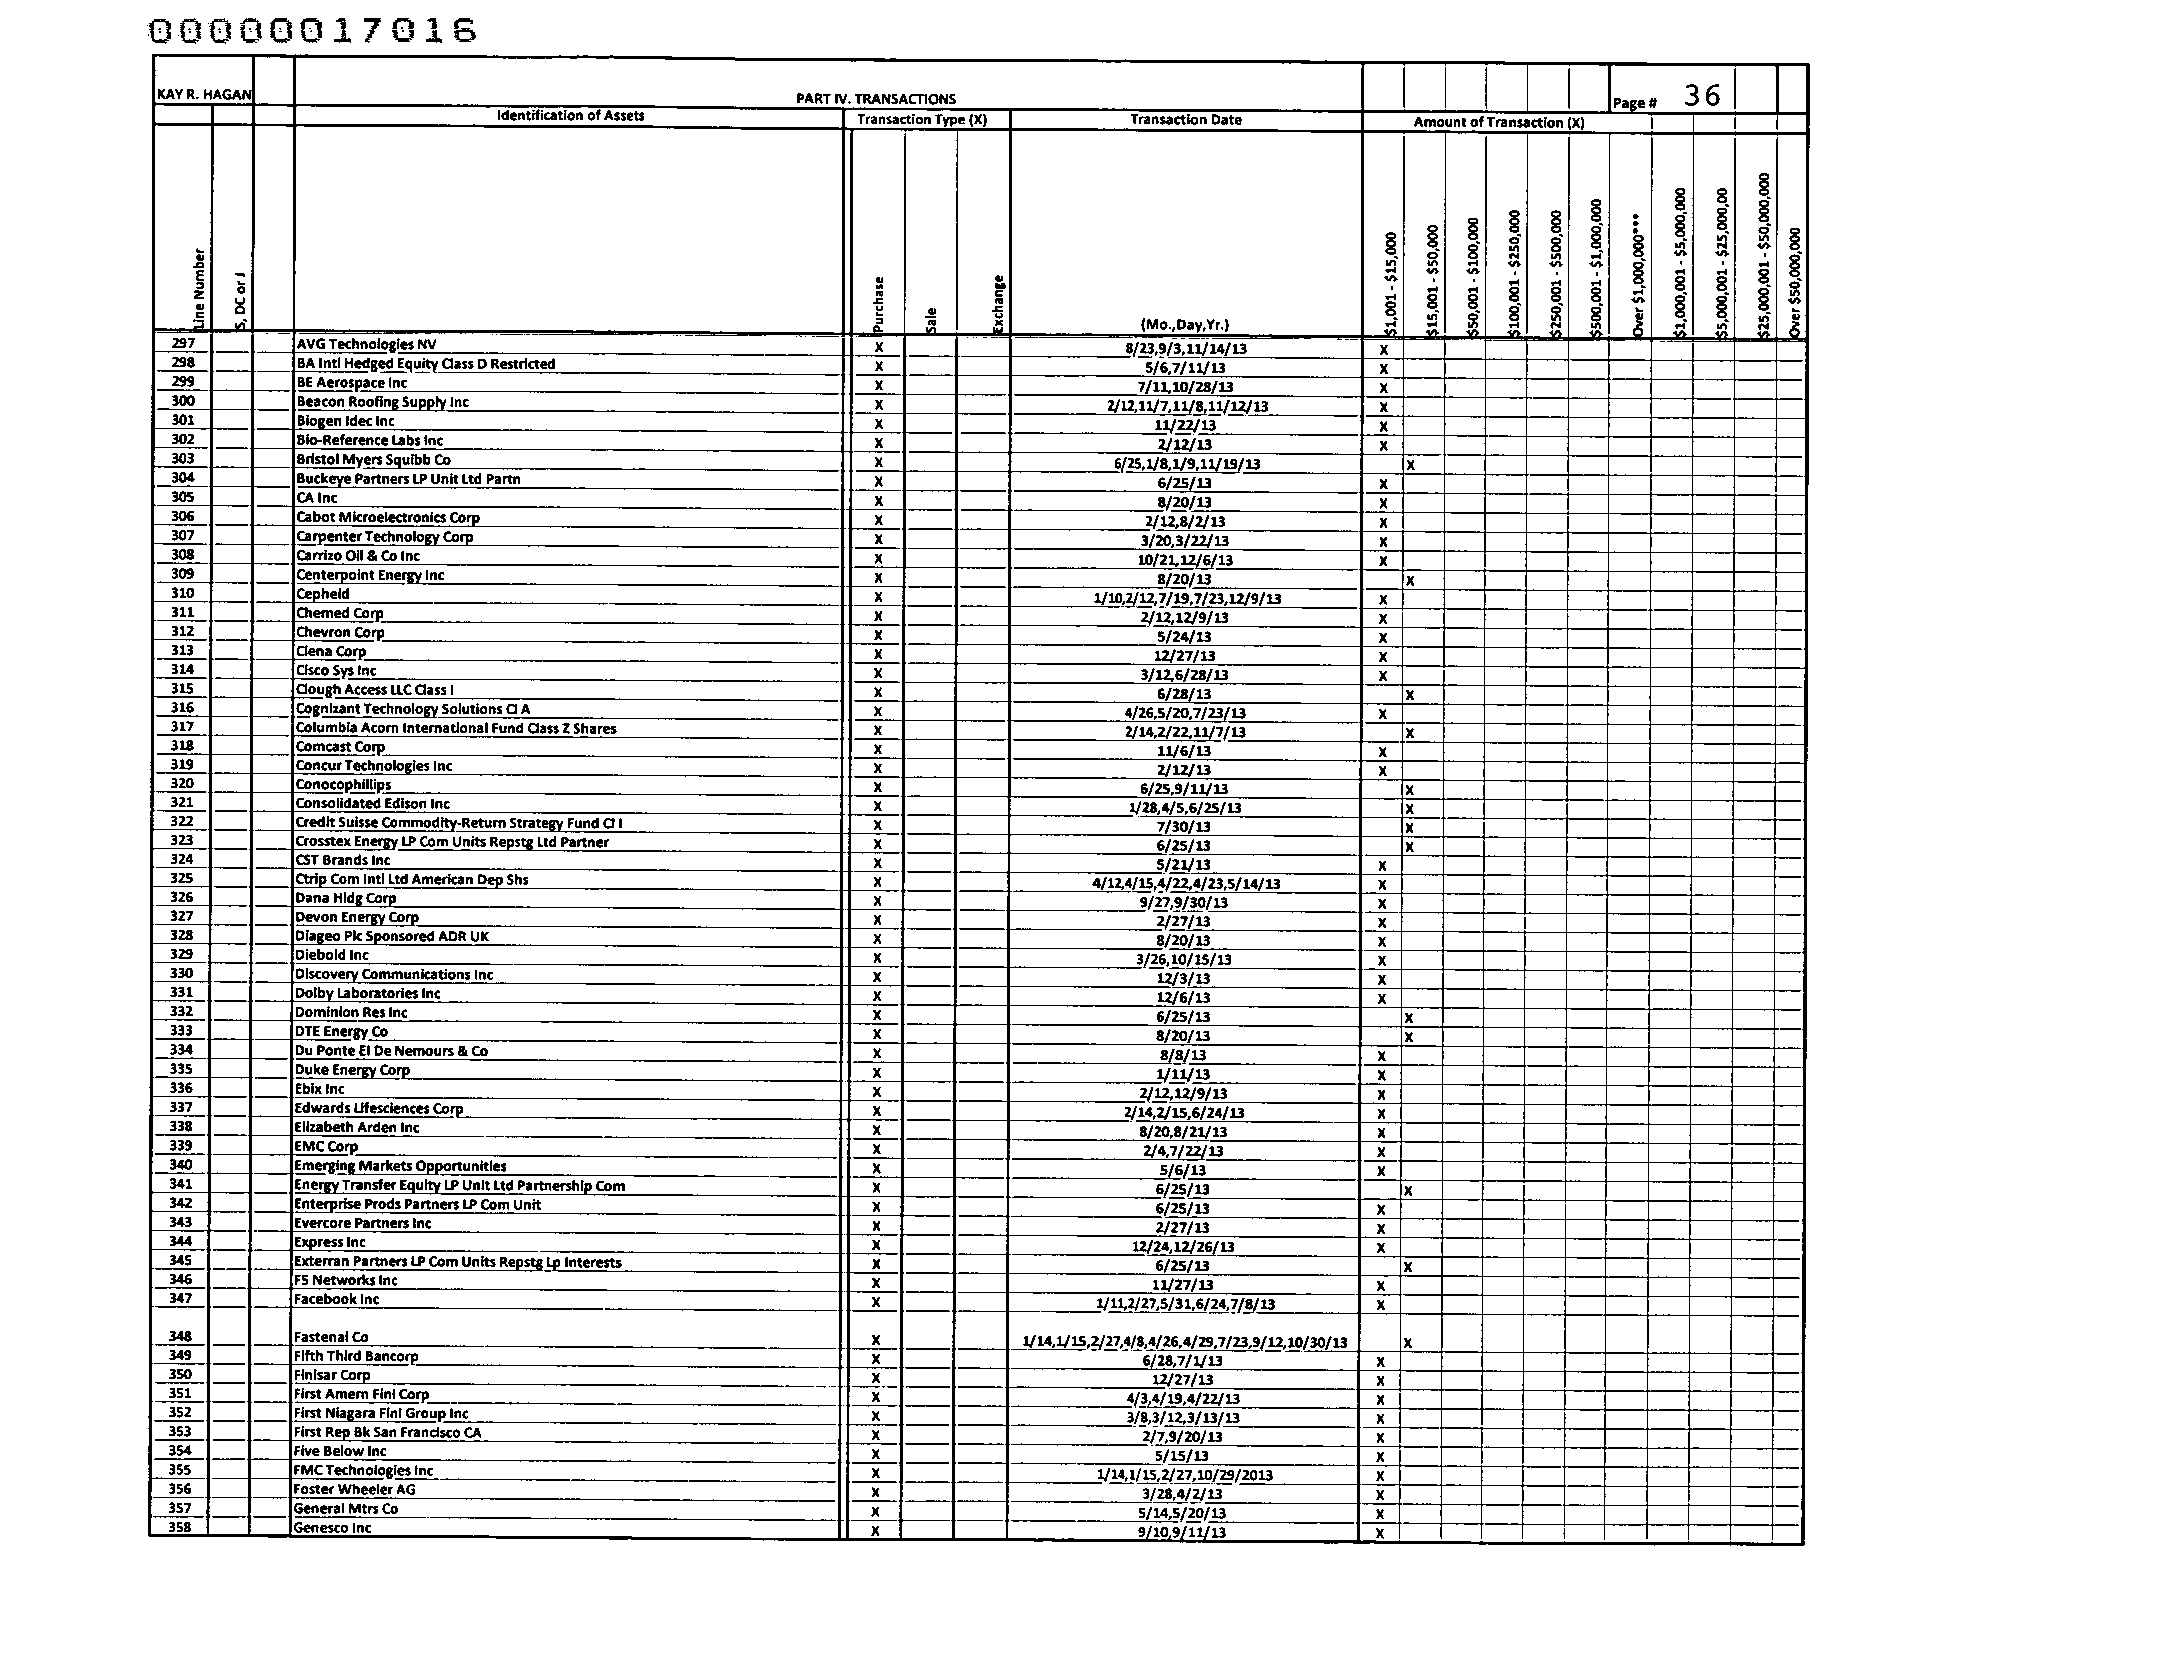 00000017016
KAY R. HAGAN PART IV. TRANSACTIONS Page # 36
Identification of Assets Transaction Type (X) Transaction Date Amount of Transaction (X)
Line Number S, DC or J Purchase Sale Exchange (Mo.,Day,Yr.) $1,001 - $15,000 $15,001 - $50,000 $50,001 - $100,000 $100,001 - $250,000 $250,001 - $500,000 $500,001 - $1,000,000 Over $1,000,000*** $1,000,001 - $5,000,000 $5,000,001 - $25,000,00 $25,000,001 - $50,000,000 Over $50,000,000
297 AVG Technologies NV X 8/23,9/3,11/14/13 X
298 BA Intl Hedged Equity Class D Restricted X 5/6,7/11/13 X
299 BE Aerospace Inc X 7/11,10/28/13 X
300 Beacon Roofing Supply Inc X 2/12,11/7,11/8,11/12/13 X
301 Biogen Idec Inc X 11/22/13 X
302 Bio-Reference Labs Inc X 2/12/13 X
303 Bristol Myers Squibb Co X 6/25,1/8,1/9,11/19/13 X
304 Buckeye Partners LP Unit Ltd Partn X 6/25/13 X
305 CA Inc X 8/20/13 X
306 Cabot Microelectronics Corp X 2/12,8/2/13 X
307 Carpenter Technology Corp X 3/20,3/22/13 X
308 Carrizo Oil & Co Inc X 10/21,12/6/13 X
309 Centerpoint Energy Inc X 8/20/13 X
310 Cepheid X 1/10,2/12,7/19,7/23,12/9/13 X
311 Chemed Corp X 2/12,12/9/13 X
312 Chevron Corp X 5/24/13 X
313 Ciena Corp X 12/27/13 X
314 Cisco Sys Inc X 3/12,6/28/13 X
315 Clough Access LLC Class I X 6/28/13 X
316 Cognizant Technology Solutions Cl A X 4/26,5/20,7/23/13 X
317 Columbia Acorn International Fund Class Z Shares X 2/14,2/22,11/7/13 X
318 Comcast Corp X 11/6/13 X
319 Concur Technologies Inc X 2/12/13 X
320 Conocophillips X 6/25,9/11/13 X
321 Consolidated Edison Inc X 1/28,4/5,6/25/13 X
322 Credit Suisse Commodity-Return Strategy Fund Cl I X 7/30/13 X
323 Crosstex Energy LP Com Units Repstg Ltd Partner X 6/25/13 X
324 CST Brands Inc X 5/21/13 X
325 Ctrip Com Intl Ltd American Dep Shs X 4/12,4/15,4/22,4/23,5/14/13 X
326 Dana Hldg Corp X 9/27,9/30/13 X
327 Devon Energy Corp X 2/27/13 X
328 Diageo Plc Sponsored ADR UK X 8/20/13 X
329 Diebold Inc X 3/26,10/15/13 X
330 Discovery Communications Inc X 12/3/13 X
331 Dolby Laboratories Inc X 12/6/13 X
332 Dominion Res Inc X 6/25/13 X
333 DTE Energy Co X 8/20/13 X
334 Du Ponte El De Nemours & Co X 8/8/13 X
335 Duke Energy Corp X 1/11/13 X
336 Ebix Inc X 2/12,12/9/13 X
337 Edwards Lifesciences Corp X 2/14,2/15,6/24/13 X
338 Elizabeth Arden Inc X 8/20,8/21/13 X
339 EMC Corp X 2/4,7/22/13 X
340 Emerging Markets Opportunities X 5/6/13 X
341 Energy Transfer Equity LP Unit Ltd Partnership Com X 6/25/13 X
342 Enterprise Prods Partners LP Com Unit X 6/25/13 X
343 Evercore Partners Inc X 2/27/13 X
344 Express Inc X 12/24,12/26/13 X
345 Exterran Partners LP Com Units Repstg Lp Interests X 6/25/13 X
346 F5 Networks Inc X 11/27/13 X
347 Facebook Inc X 1/11,2/27,5/31,6/24,7/8/13 X
348 Fastenal Co X 1/14,1/15,2/27,4/8,4/26,4/29,7/23,9/12,10/30/13 X
349 Fifth Third Bancorp X 6/28,7/1/13 X
350 Finisar Corp X 12/27/13 X
351 First Amern Finl Corp X 4/3,4/19,4/22/13 X
352 First Niagara Finl Group Inc X 3/8,3/12,3/13/13 X
353 First Rep Bk San Francisco CA X 2/7,9/20/13 X
354 Five Below Inc X 5/15/13 X
355 FMC Technologies Inc X 1/14,1/15,2/27,10/29/2013 X
356 Foster Wheeler AG X 3/28,4/2/13 X
357 General Mtrs Co X 5/14,5/20/13 X
358 Genesco Inc X 9/10,9/11/13 X